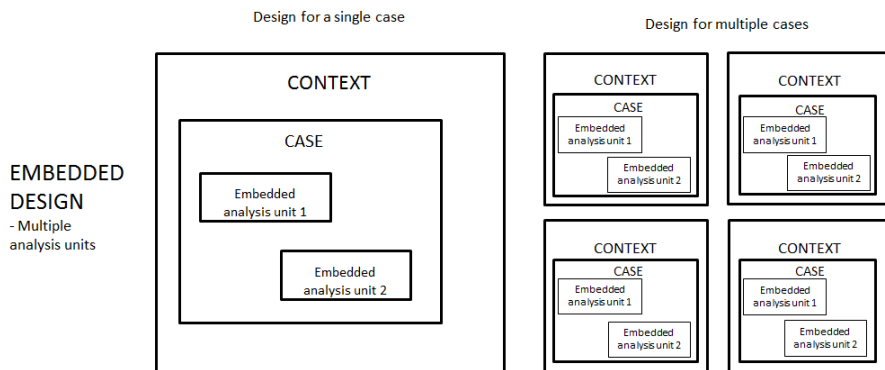 Design for a single case
Design for multiple cases
EMBEDDED
DESIGN
- Multiple
analysis units
CONTEXT
CASE
Embedded
analysis unit 1
Embedded
analysis unit 2
CONTEXT
CASE
Embedded
analysis unit 1
Embedded
analysis unit 2
CONTEXT
CASE
Embedded
analysis unit 1
Embedded
analysis unit 2
CONTEXT
CASE
Embedded
analysis unit 1
Embedded
analysis unit 2
CONTEXT
CASE
Embedded
analysis unit 1
Embedded
analysis unit 2